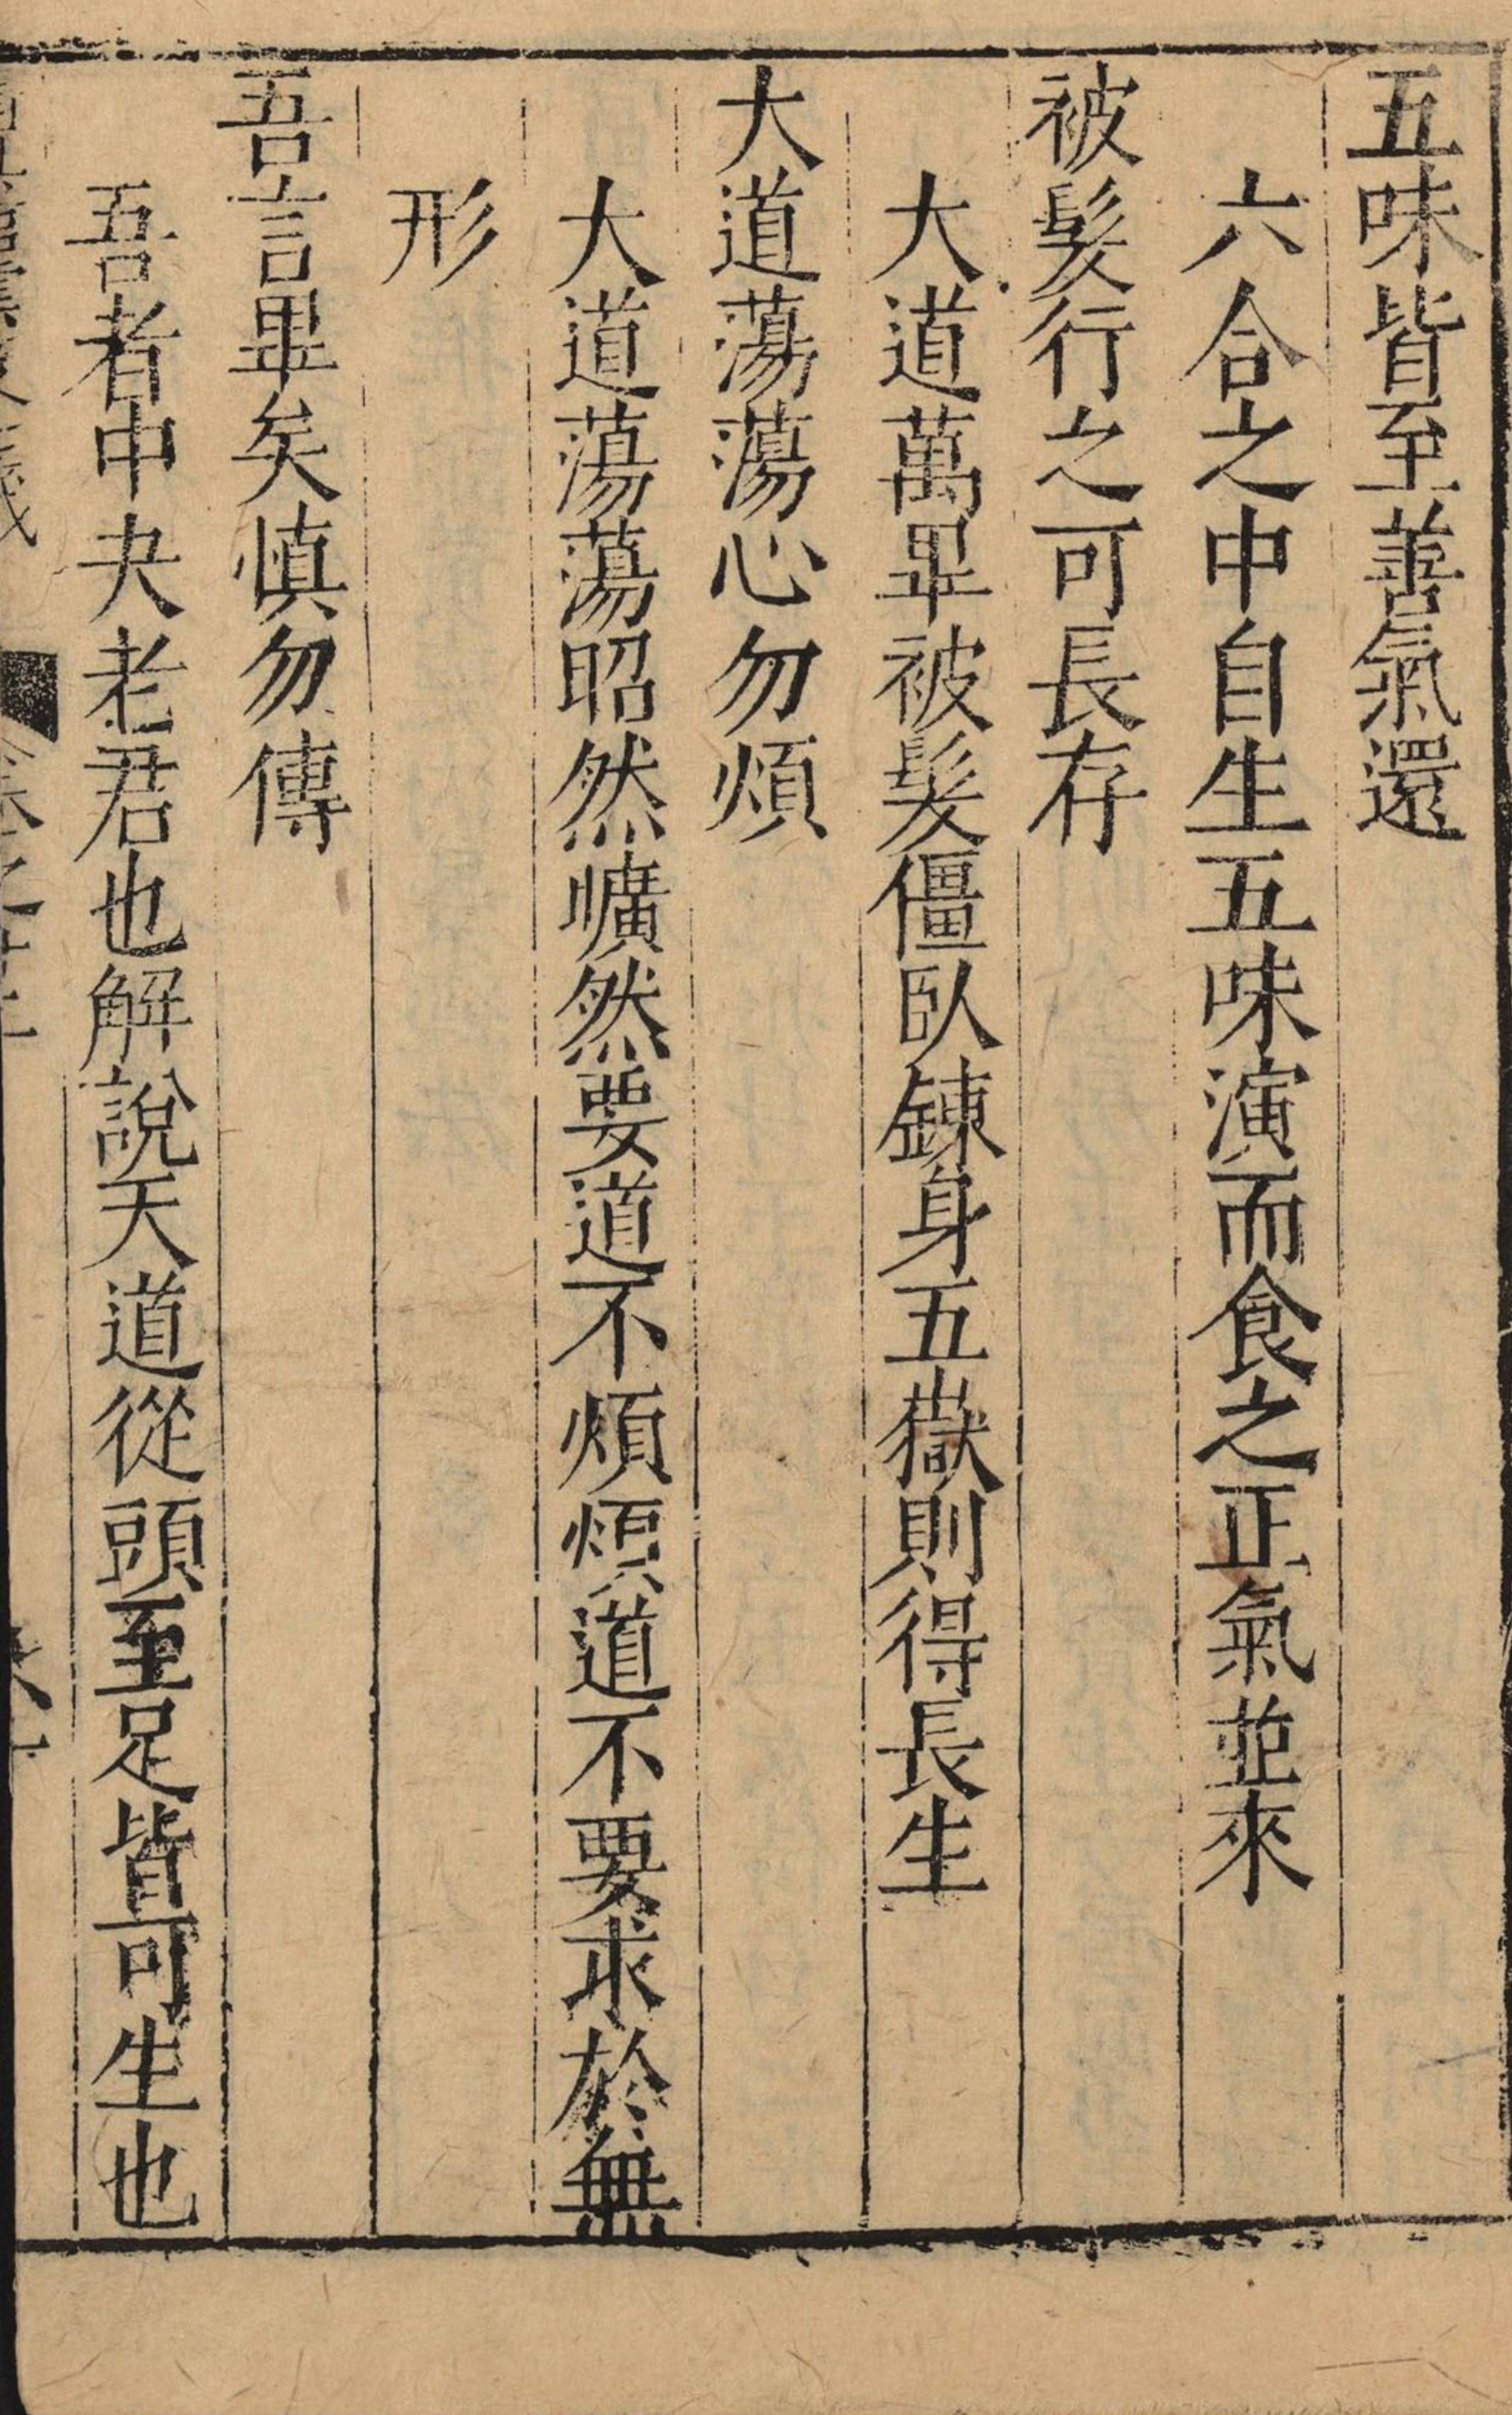 五味皆至善氣還
六合之中自生五味演而食之正氣並來
被髮行之可長存
大道萬畢被髮僵臥鍊身五嶽則得長生
大道蕩蕩心勿煩
大道蕩蕩昭然曠然要道不煩煩道不要求於無
形
吾言畢矣慎勿傳
吾者中央老君也解說天道從頭至足皆可生也